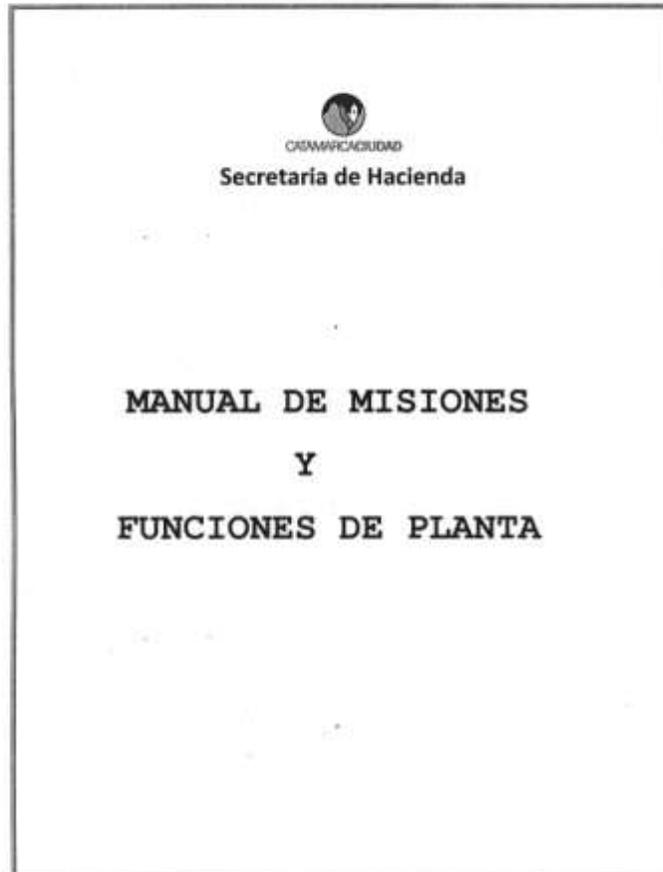 CATAMARCACIUDAD
Secretaria de Hacienda
MANUAL DE MISIONES
Y
FUNCIONES DE PLANTA